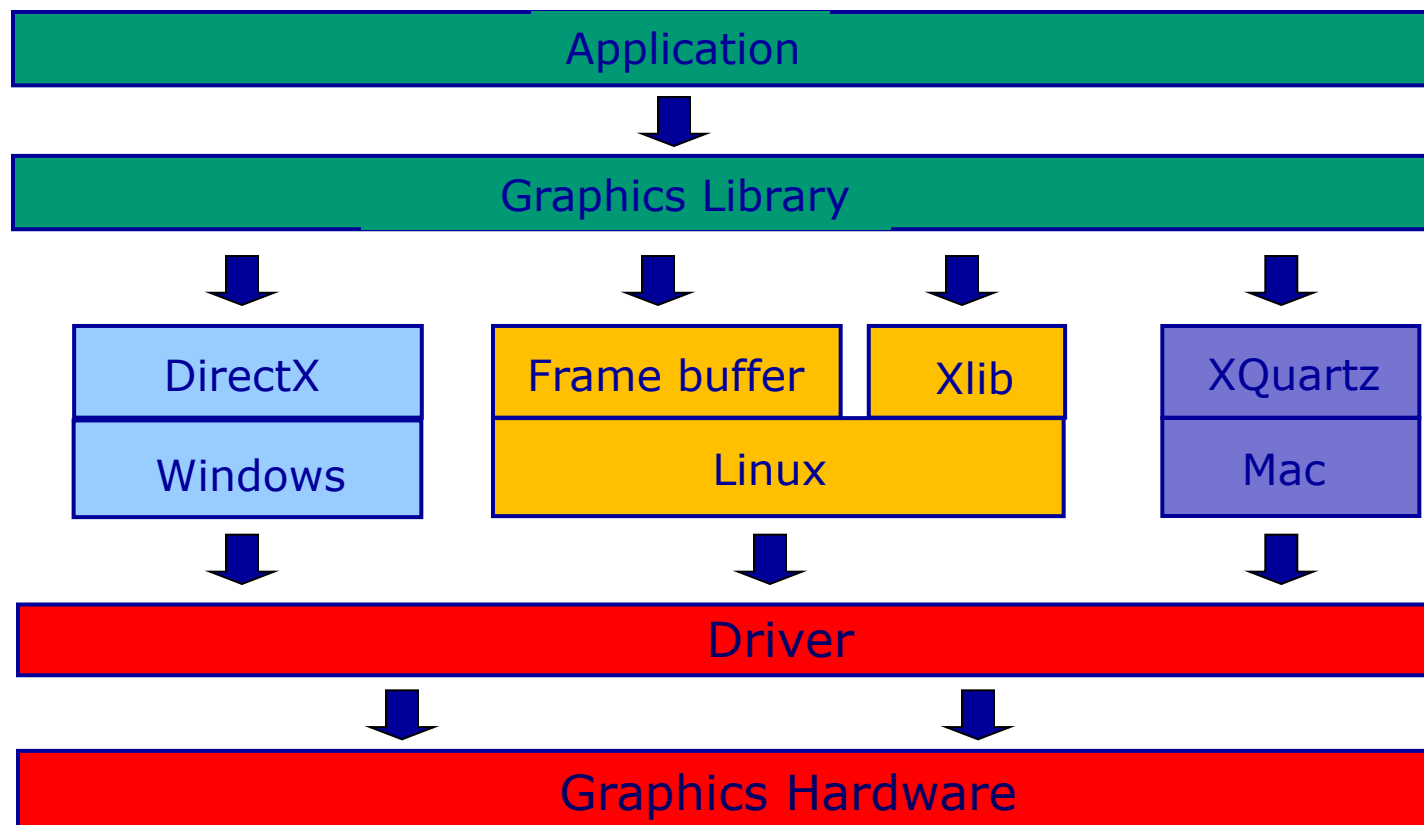 Application
Graphics Library
DirectX
Frame buffer
Xlib
XQuartz
Windows
Linux
Mac
Driver
Graphics Hardware